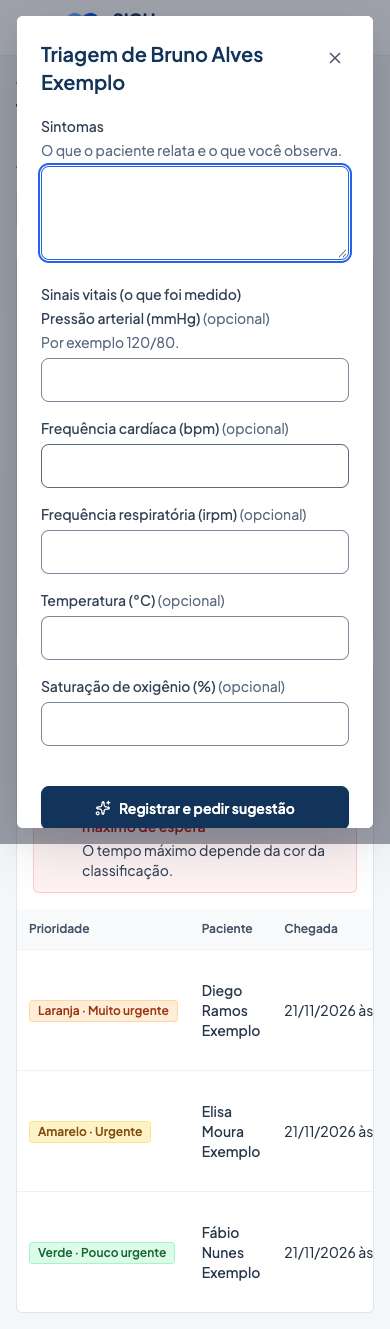 Triagem de Bruno Alves
Exemplo
Sintomas
O que o paciente relata e o que você observa.
Sinais vitais (o que foi medido)
Pressão arterial (mmHg) (opcional)
Por exemplo 120/80.
Frequência cardíaca (bpm) (opcional)
Frequência respiratória (irpm) (opcional)
Temperatura (°C) (opcional)
Saturação de oxigênio (%) (opcional)
Registrar e pedir sugestão
máximo de espera
O tempo máximo depende da cor da
classificação.
Prioridade Paciente Chegada
Laranja · Muito urgente
Diego
Ramos
Exemplo
21/11/2026 às
Amarelo · Urgente
Elisa
Moura
Exemplo
21/11/2026 às
Verde · Pouco urgente
Fábio
Nunes
Exemplo
21/11/2026 às